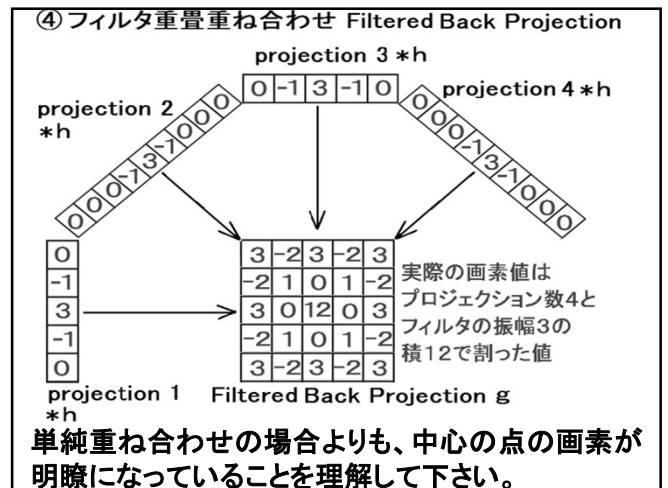 ④フィルタ重畳重ね合わせ Filtered Back Projection
projection 3 *h
0 -1 3 -1 0
projection 2
*h
0 0 0 -1 3 -1 0 0 0
projection 4 *h
0 0 0 -1 3 -1 0 0 0
0
-1
3
-1
0
projection 1
*h
3 -2 3 -2 3
-2 1 0 1 -2
3 0 12 0 3
-2 1 0 1 -2
3 -2 3 -2 3
Filtered Back Projection g
実際の画素値は
プロジェクション数4と
フィルタの振幅3の
積12で割った値
単純重ね合わせの場合よりも、中心の点の画素が
明瞭になっていることを理解して下さい。